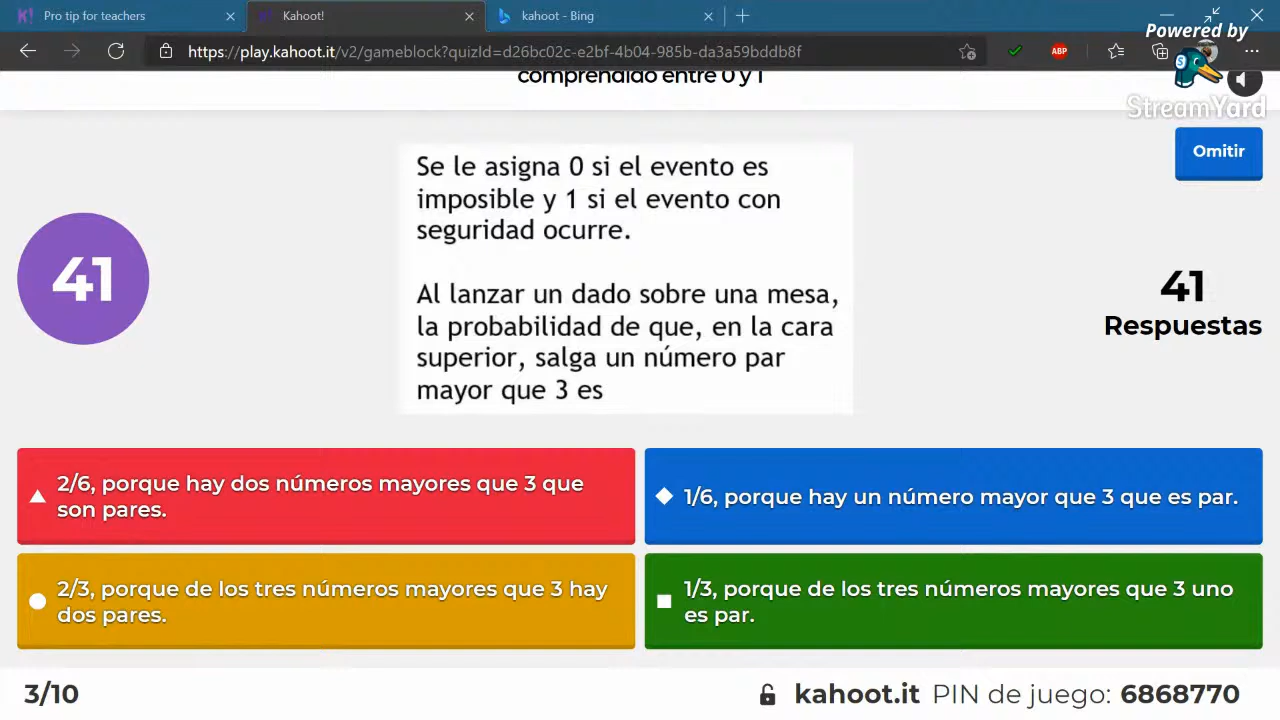 Pro tip for teachers
Kahoot!
kahoot - Bing
https://play.kahoot.it/v2/gameblock?quizId=d26bc02c-e2bf-4b04-985b-da3a59bddb8f
ABP
Powered by
StreamYard
comprendido entre 0 y 1
Omitir
Se le asigna 0 si el evento es
imposible y 1 si el evento con
seguridad ocurre.
Al lanzar un dado sobre una mesa,
la probabilidad de que, en la cara
superior, salga un número par
mayor que 3 es
41
41
Respuestas
2/6, porque hay dos números mayores que 3 que
son pares.
1/6, porque hay un número mayor que 3 que es par.
2/3, porque de los tres números mayores que 3 hay
dos pares.
1/3, porque de los tres números mayores que 3 uno
es par.
3/10
kahoot.it PIN de juego: 6868770